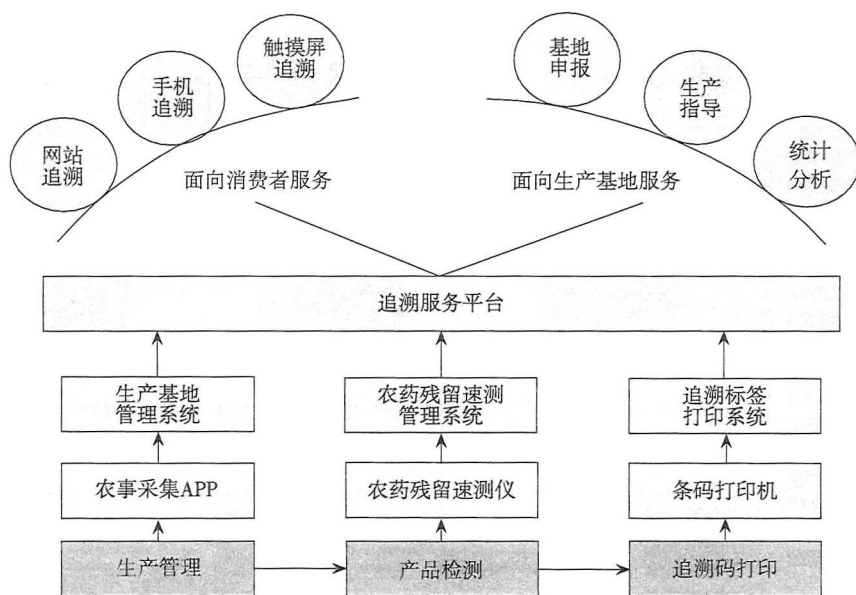 触摸屏
追溯
基地
申报
手机
追溯
生产
指导
网站
追溯
统计
分析
面向消费者服务
面向生产基地服务
追溯服务平台
生产基地
管理系统
农药残留速测
管理系统
追溯标签
打印系统
农事采集APP
农药残留速测仪
条码打印机
生产管理
产品检测
追溯码打印